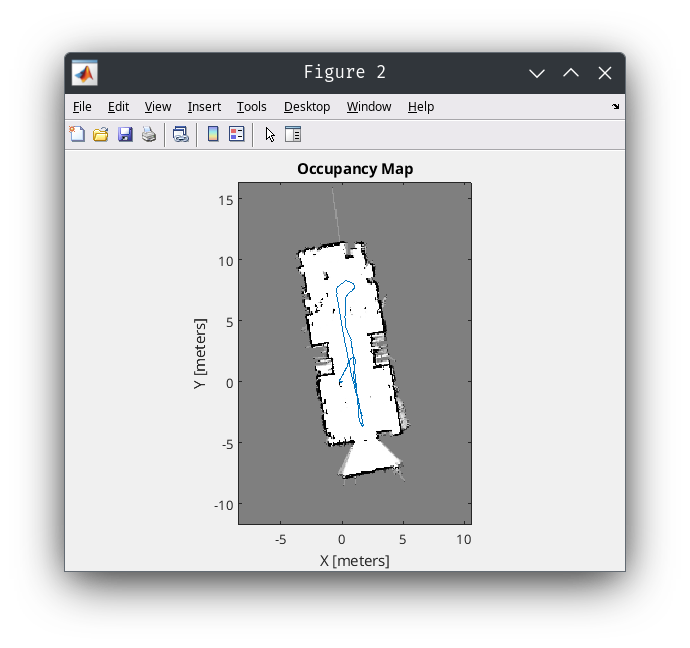 Figure 2
File Edit View Insert Tools Desktop Window Help
Occupancy Map
15
10
5
0
-5
-10
Y [meters]
-5 0 5 10
X [meters]